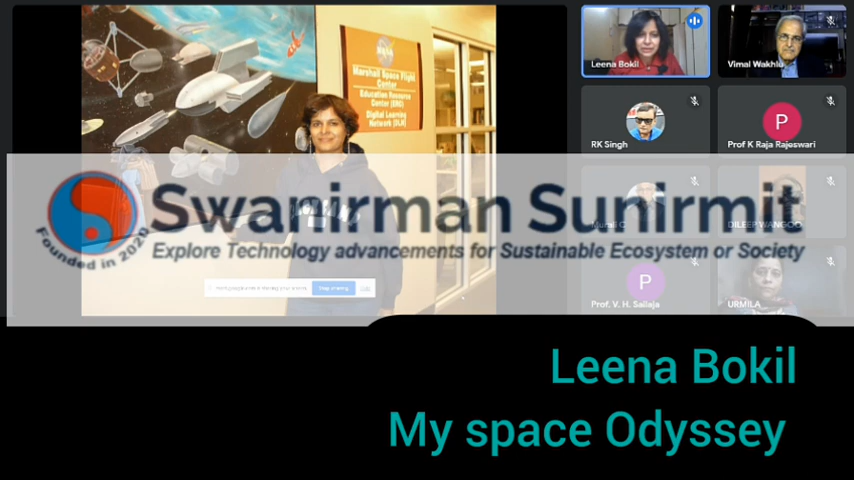 NASA
Marshall Space Flight
Center
Education Resource
Center (ERC)
Digital Learning
Network (DLN)
Leena Bokil
Vimal Wakhlu
RK Singh
P
Prof K Raja Rajeswari
Swanirman Sunirmit
Explore Technology advancements for Sustainable Ecosystem or Society
Founded in 2020
Murali C
DILEEP WANGOO
Stop sharing
P
Prof. V. H. Sailaja
URMILA
Leena Bokil
My space Odyssey